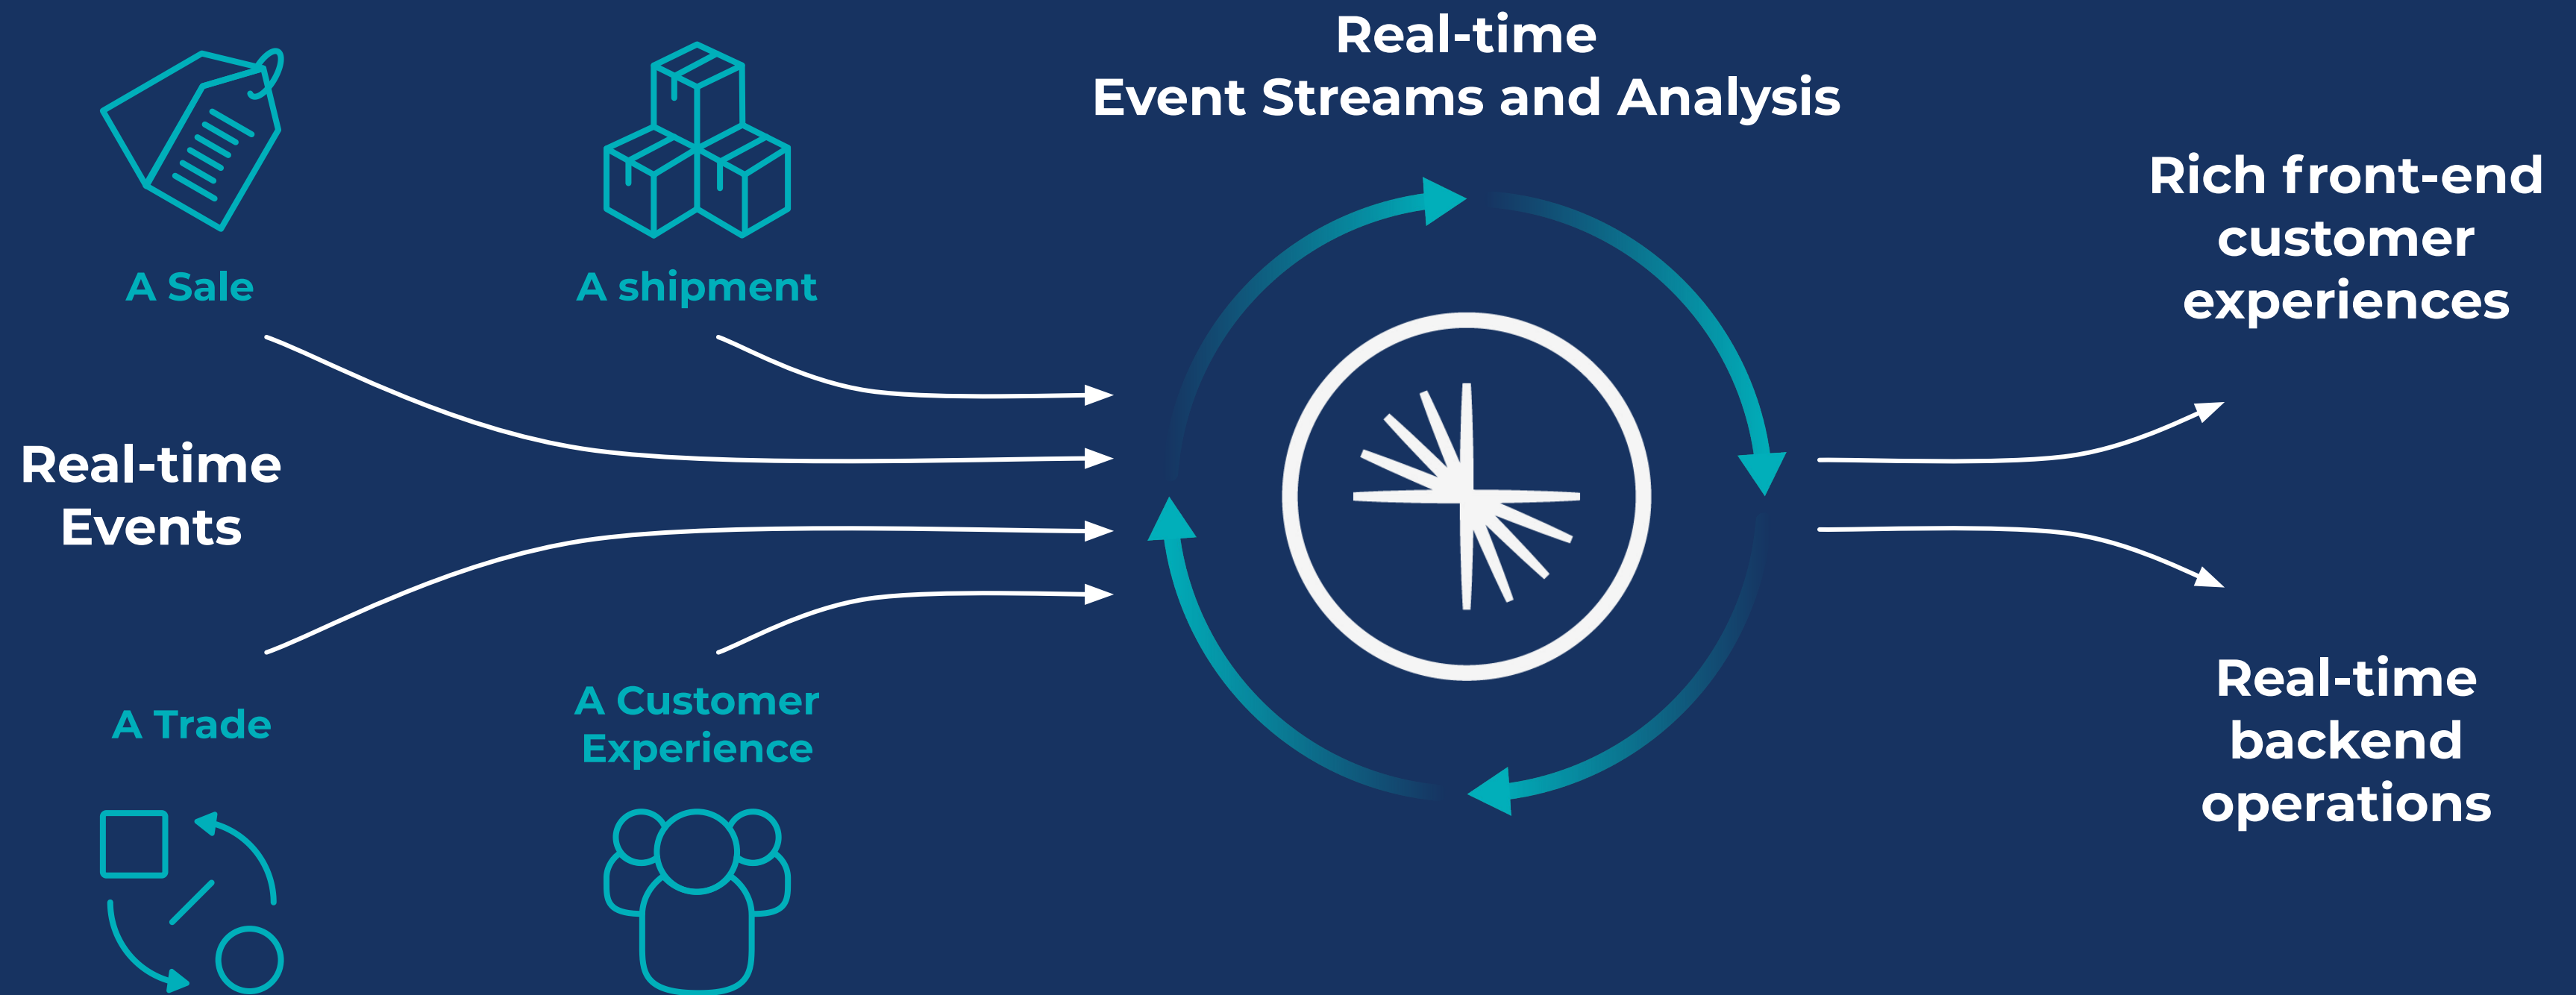 Real-time
Event Streams and Analysis
A Sale
A shipment
Real-time
Events
A Trade
A Customer
Experience
Rich front-end
customer
experiences
Real-time
backend
operations